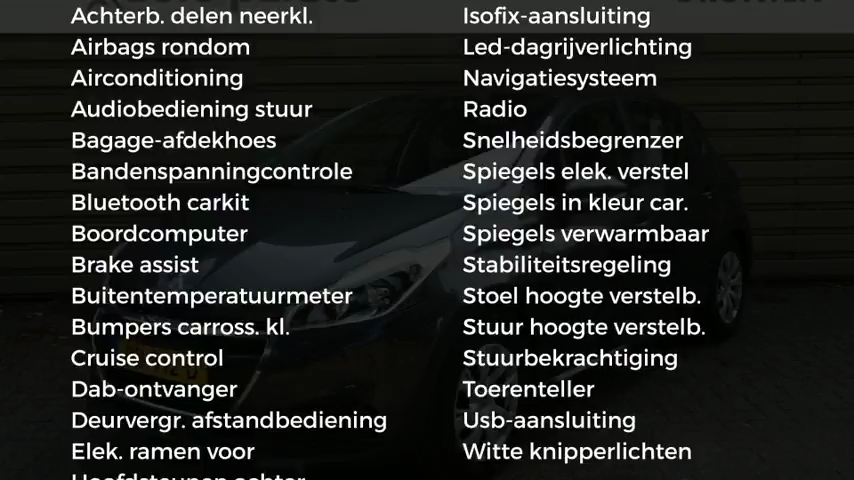 Achterb. delen neerkl.
Airbags rondom
Airconditioning
Audiobediening stuur
Bagage-afdekhoes
Bandenspanningcontrole
Bluetooth carkit
Boordcomputer
Brake assist
Buitentemperatuurmeter
Bumpers carross. kl.
Cruise control
Dab-ontvanger
Deurvergr. afstandbediening
Elek. ramen voor
Hoofdsteunen achter
Isofix-aansluiting
Led-dagrijverlichting
Navigatiesysteem
Radio
Snelheidsbegrenzer
Spiegels elek. verstel
Spiegels in kleur car.
Spiegels verwarmbaar
Stabiliteitsregeling
Stoel hoogte verstelb.
Stuur hoogte verstelb.
Stuurbekrachtiging
Toerenteller
Usb-aansluiting
Witte knipperlichten